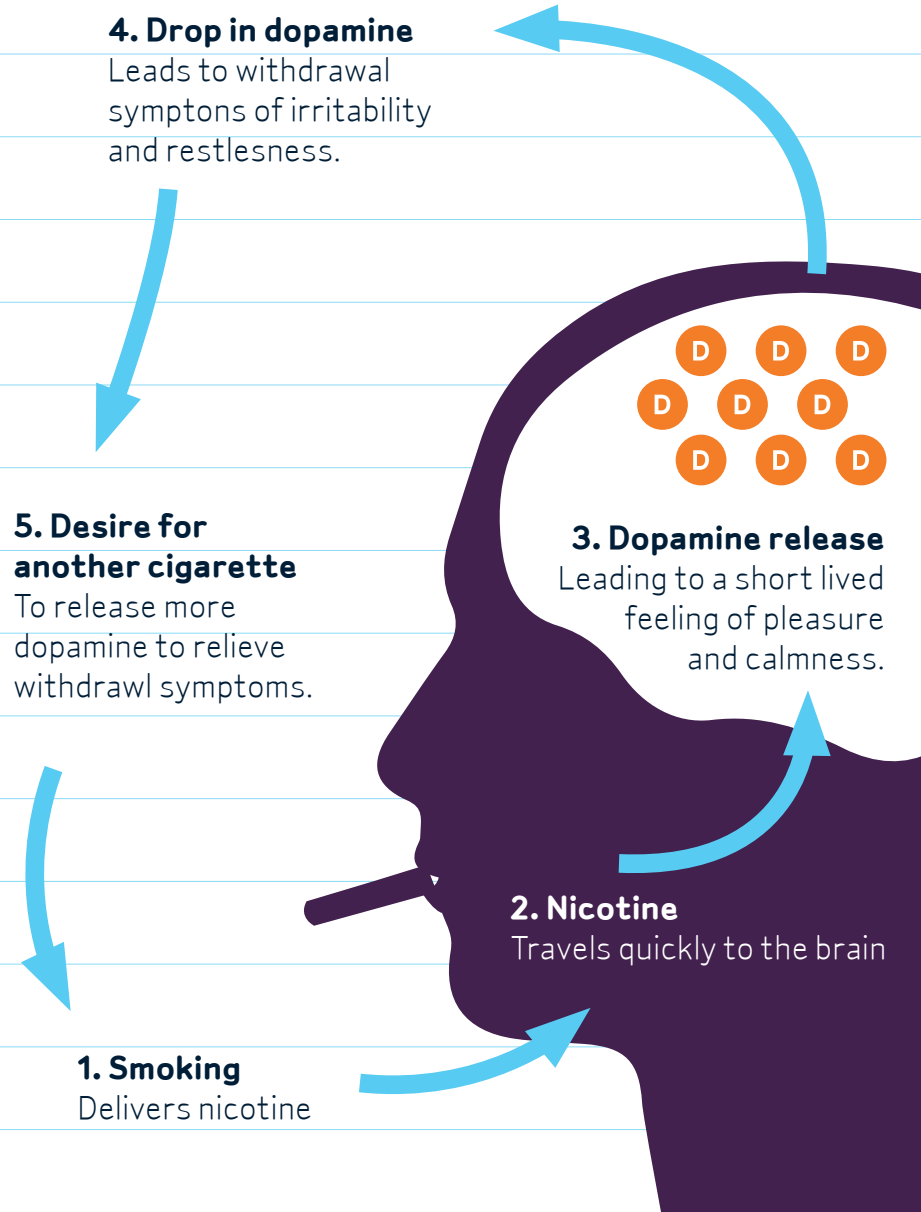 4. Drop in dopamine
Leads to withdrawal
symptons of irritability
and restlesness.
D D D
D D D
D D D
5. Desire for
another cigarette
To release more
dopamine to relieve
withdrawl symptoms.
3. Dopamine release
Leading to a short lived
feeling of pleasure
and calmness.
2. Nicotine
Travels quickly to the brain
1. Smoking
Delivers nicotine